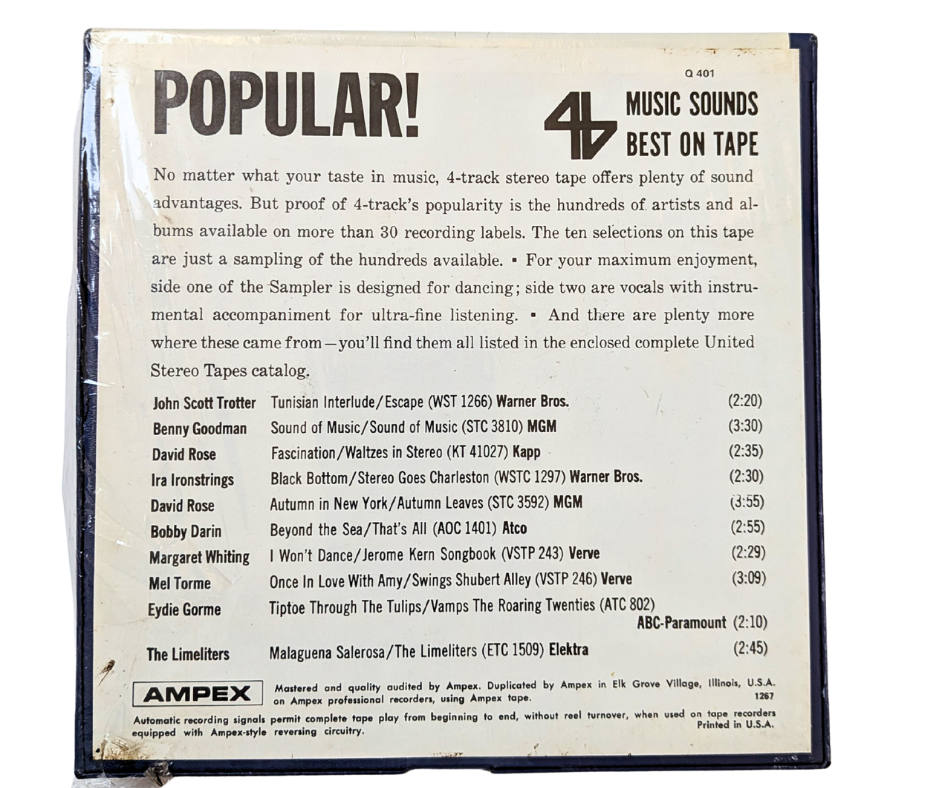 Q 401
POPULAR!
44 MUSIC SOUNDS
BEST ON TAPE
No matter what your taste in music, 4-track stereo tape offers plenty of sound
advantages. But proof of 4-track's popularity is the hundreds of artists and al-
bums available on more than 30 recording labels. The ten selections on this tape
are just a sampling of the hundreds available. ▪ For your maximum enjoyment,
side one of the Sampler is designed for dancing; side two are vocals with instru-
mental accompaniment for ultra-fine listening. ▪ And there are plenty more
where these came from—you'll find them all listed in the enclosed complete United
Stereo Tapes catalog.
John Scott Trotter Tunisian Interlude/Escape (WST 1266) Warner Bros. (2:20)
Benny Goodman Sound of Music/Sound of Music (STC 3810) MGM (3:30)
David Rose Fascination/Waltzes in Stereo (KT 41027) Kapp (2:35)
Ira Ironstrings Black Bottom/Stereo Goes Charleston (WSTC 1297) Warner Bros. (2:30)
David Rose Autumn in New York/Autumn Leaves (STC 3592) MGM (3:55)
Bobby Darin Beyond the Sea/That's All (AOC 1401) Atco (2:55)
Margaret Whiting I Won't Dance/Jerome Kern Songbook (VSTP 243) Verve (2:29)
Mel Torme Once In Love With Amy/Swings Shubert Alley (VSTP 246) Verve (3:09)
Eydie Gorme Tiptoe Through The Tulips/Vamps The Roaring Twenties (ATC 802)
ABC-Paramount (2:10)
The Limeliters Malaguena Salerosa/The Limeliters (ETC 1509) Elektra (2:45)
AMPEX Mastered and quality audited by Ampex. Duplicated by Ampex in Elk Grove Village, Illinois, U.S.A.
on Ampex professional recorders, using Ampex tape. 1267
Automatic recording signals permit complete tape play from beginning to end, without reel turnover, when used on tape recorders
equipped with Ampex-style reversing circuitry. Printed in U.S.A.